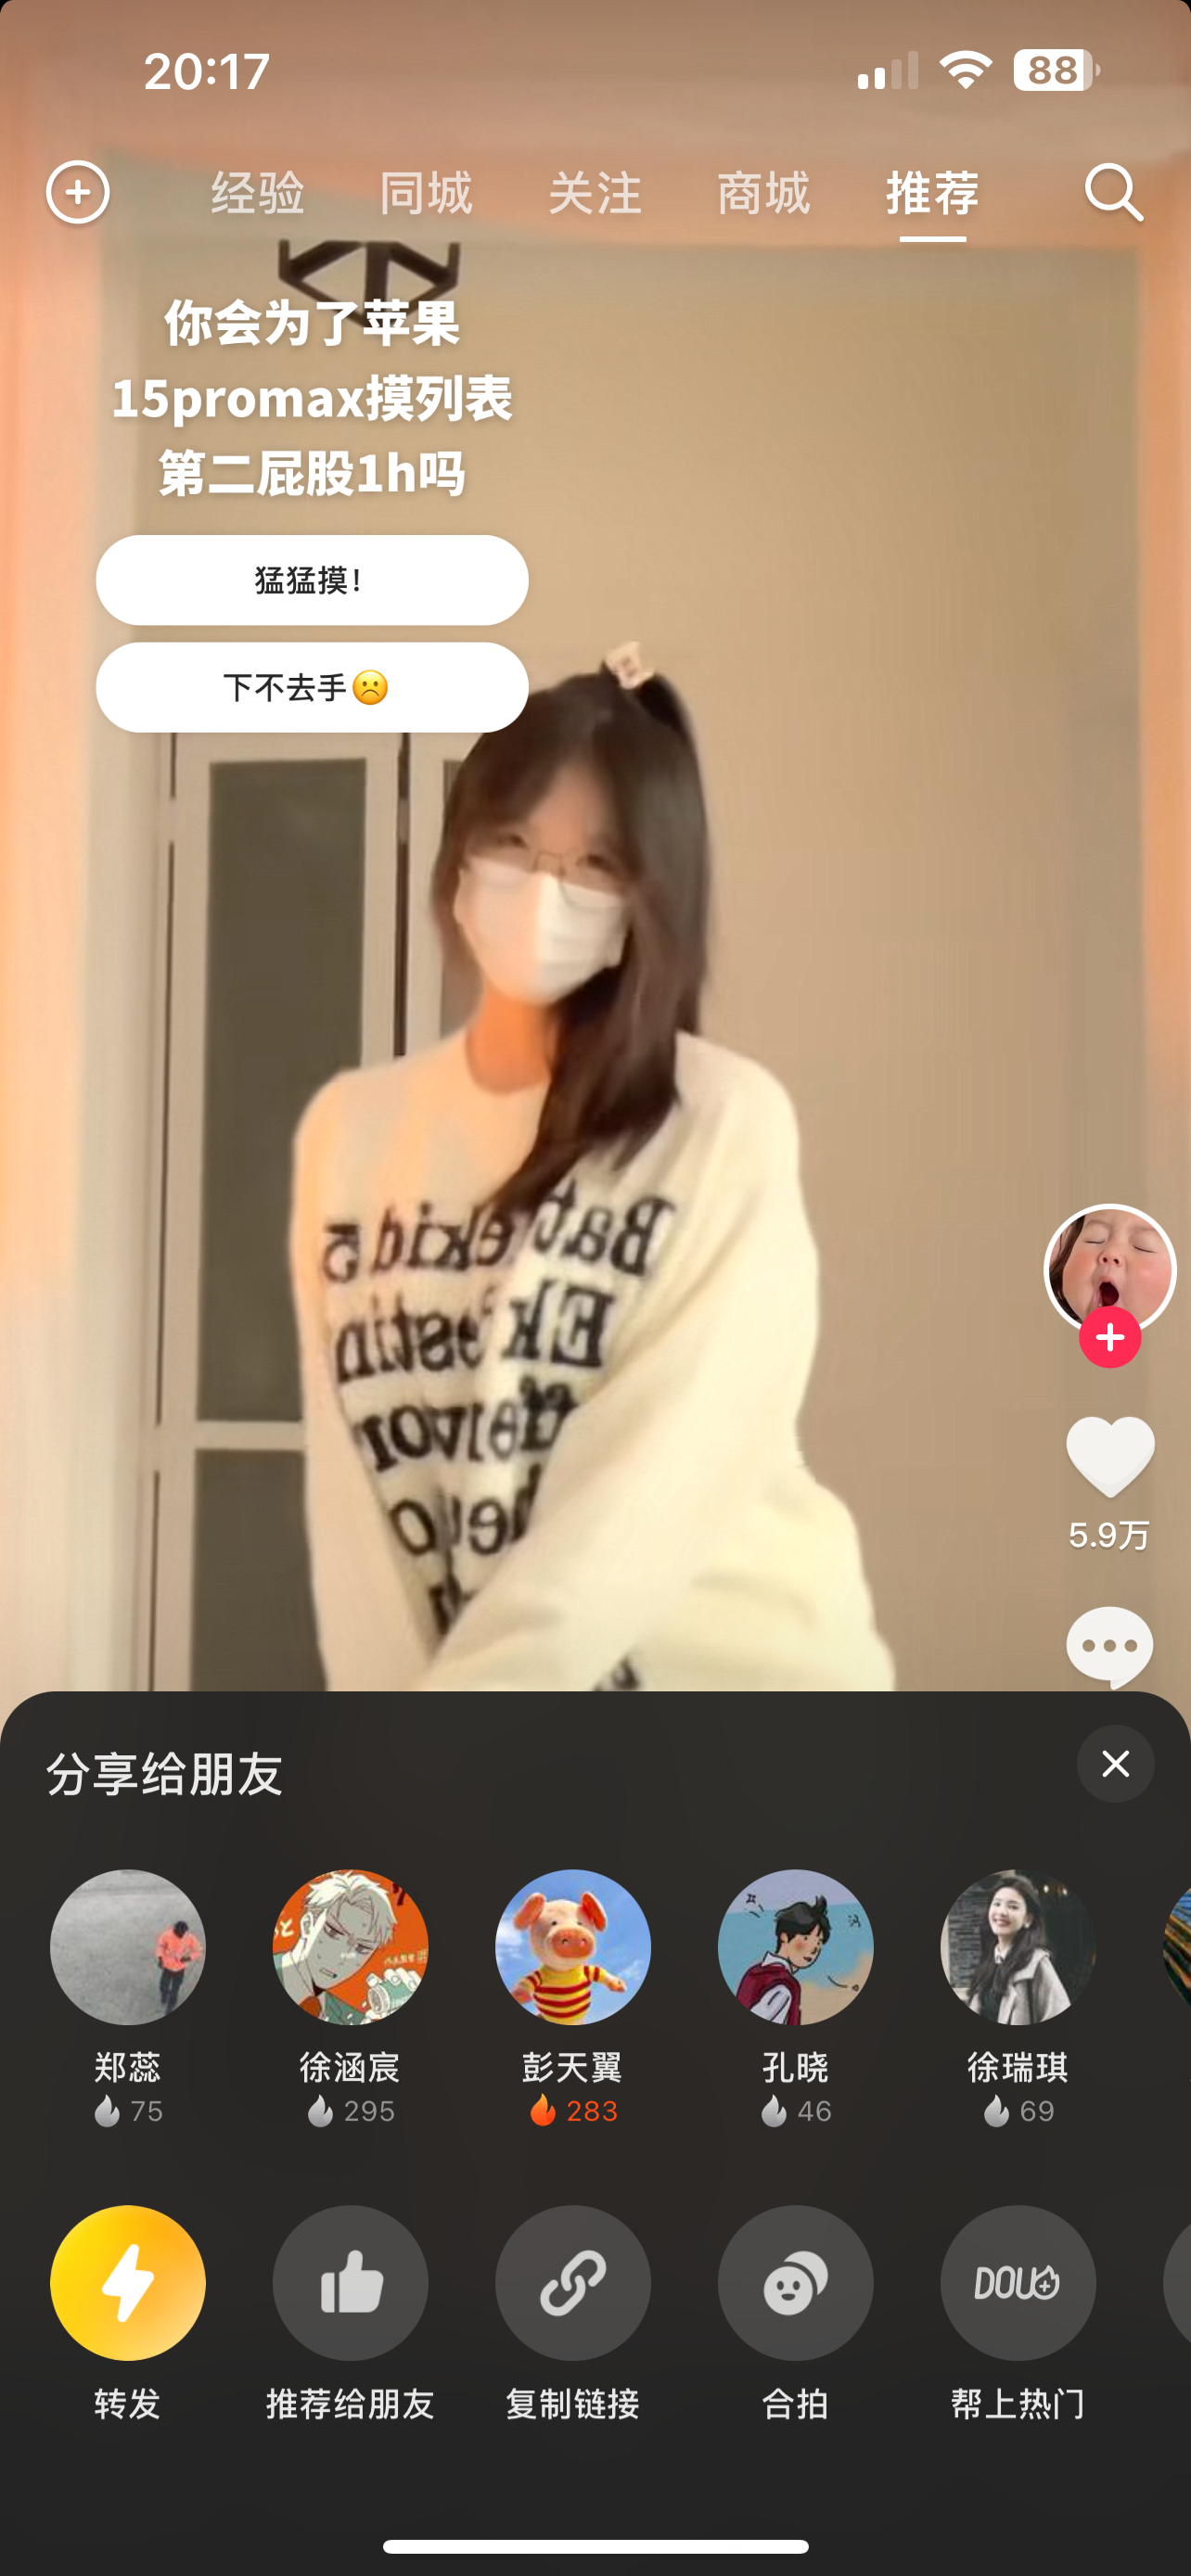 20:17
88
经验 同城 关注 商城 推荐
你会为了苹果
15promax摸列表
第二屁股1h吗
猛猛摸！
下不去手☹️
5.9万
分享给朋友
郑蕊 徐涵宸 彭天翼 孔晓 徐瑞琪
75 295 283 46 69
DOU+
转发 推荐给朋友 复制链接 合拍 帮上热门